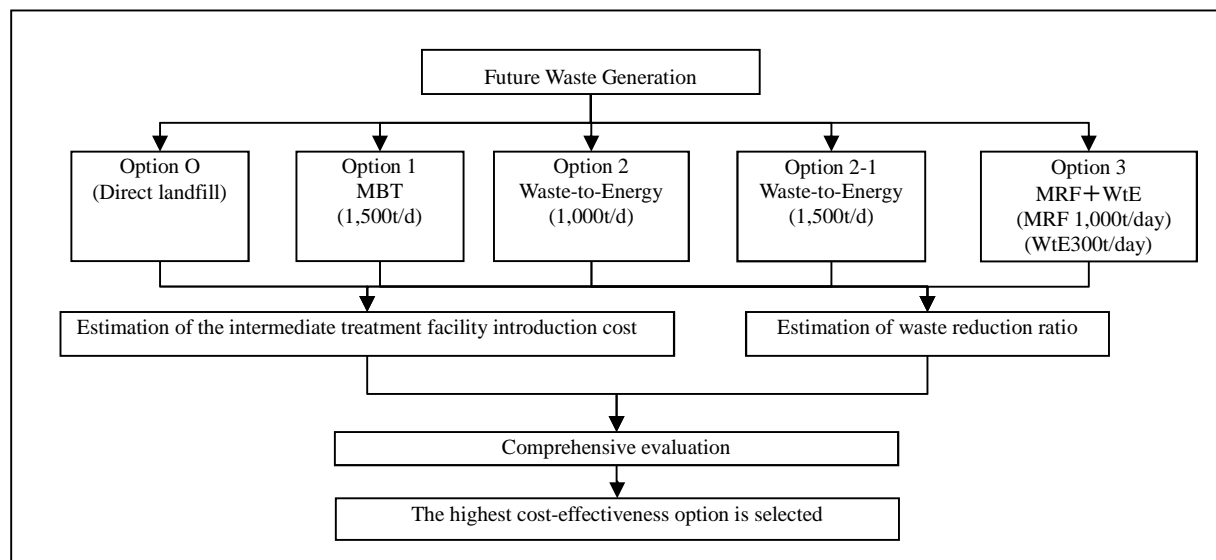 Future Waste Generation
Option O
(Direct landfill)
Option 1
MBT
(1,500t/d)
Option 2
Waste-to-Energy
(1,000t/d)
Option 2-1
Waste-to-Energy
(1,500t/d)
Option 3
MRF＋WtE
(MRF 1,000t/day)
(WtE300t/day)
Estimation of the intermediate treatment facility introduction cost
Estimation of waste reduction ratio
Comprehensive evaluation
The highest cost-effectiveness option is selected